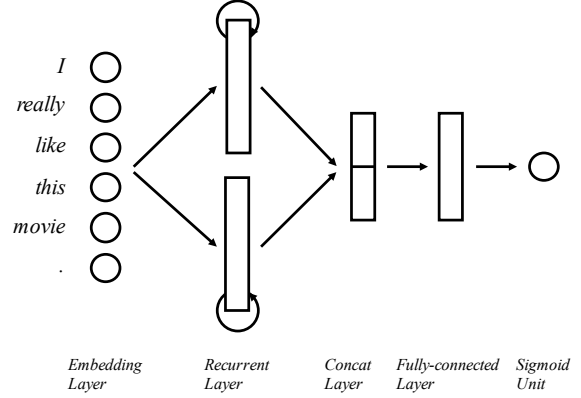 I
really
like
this
movie
.
Embedding Layer
Recurrent Layer
Concat Layer
Fully-connected Layer
Sigmoid Unit